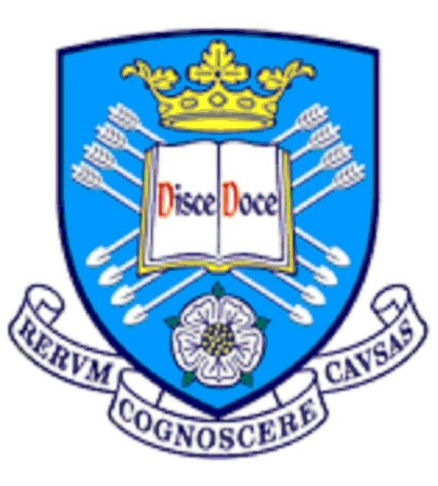 Disce Doce
RERVM
COGNOSCERE
CAVSAS